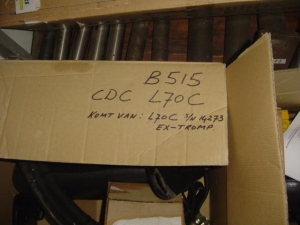 B515
CDC L70C
KOMT VAN: L70C S/N 14273
EX-TROMP